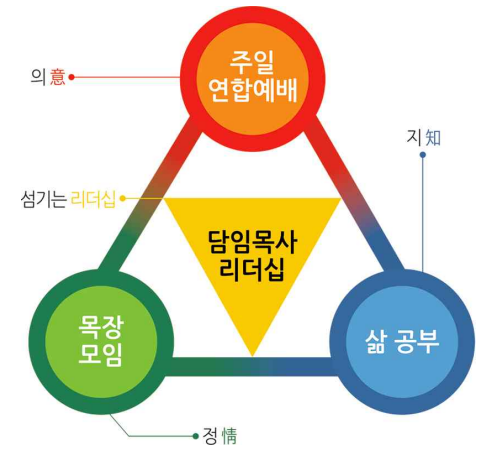 주일
연합예배
의 意
지 知
섬기는 리더십
담임목사
리더십
목장
모임
삶 공부
정 情